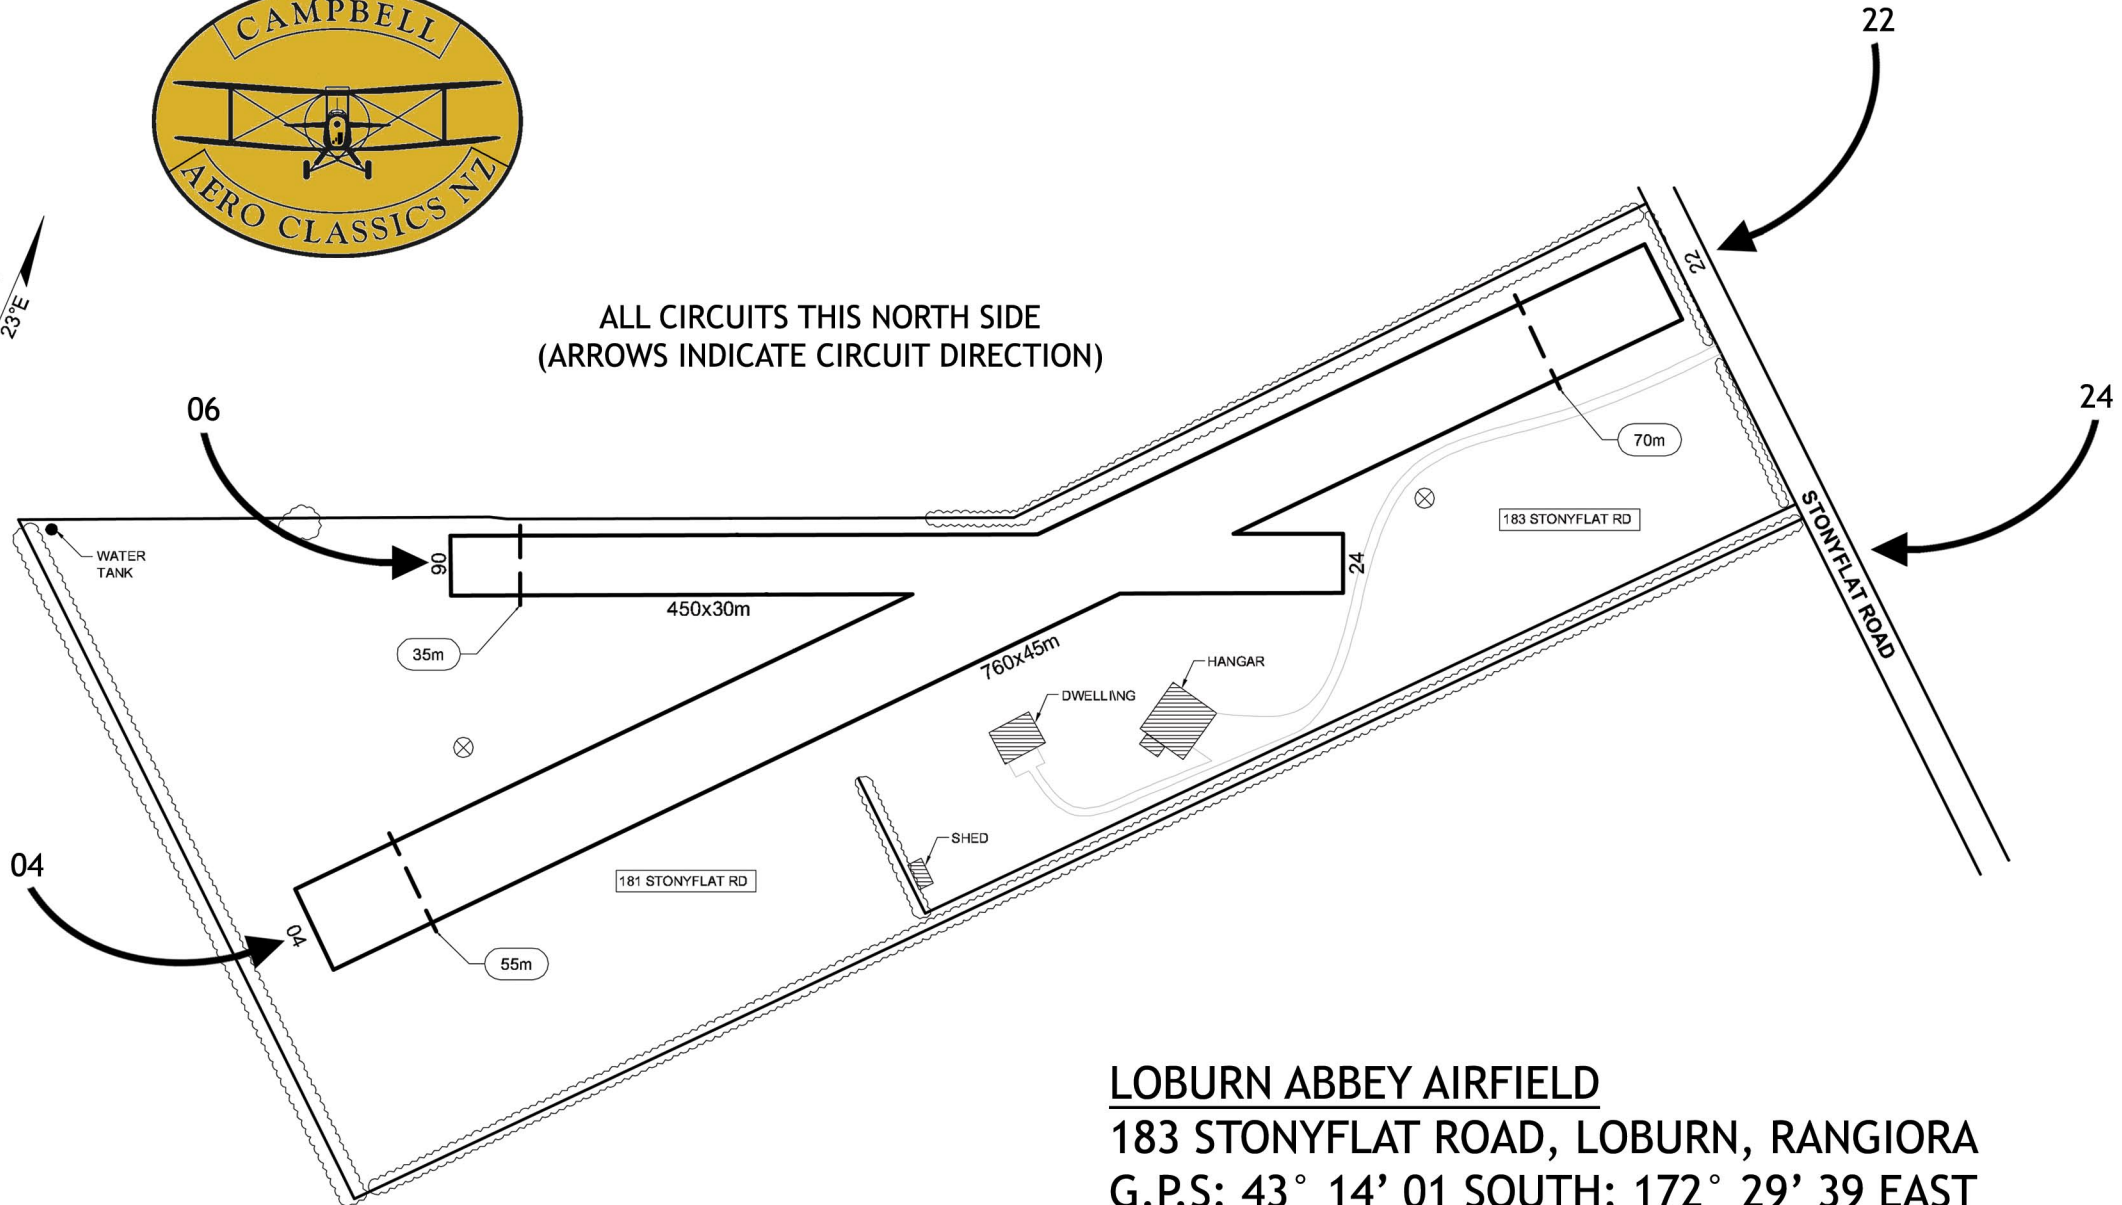 CAMPBELL
AERO CLASSICS NZ
22
23°E
22
ALL CIRCUITS THIS NORTH SIDE
(ARROWS INDICATE CIRCUIT DIRECTION)
06
24
70m
183 STONYFLAT RD
STONYFLAT ROAD
WATER
TANK
06
24
450x30m
35m
760x45m
HANGAR
DWELLING
SHED
04
181 STONYFLAT RD
04
55m
LOBURN ABBEY AIRFIELD
183 STONYFLAT ROAD, LOBURN, RANGIORA
G.P.S: 43° 14’ 01 SOUTH: 172° 29’ 39 EAST